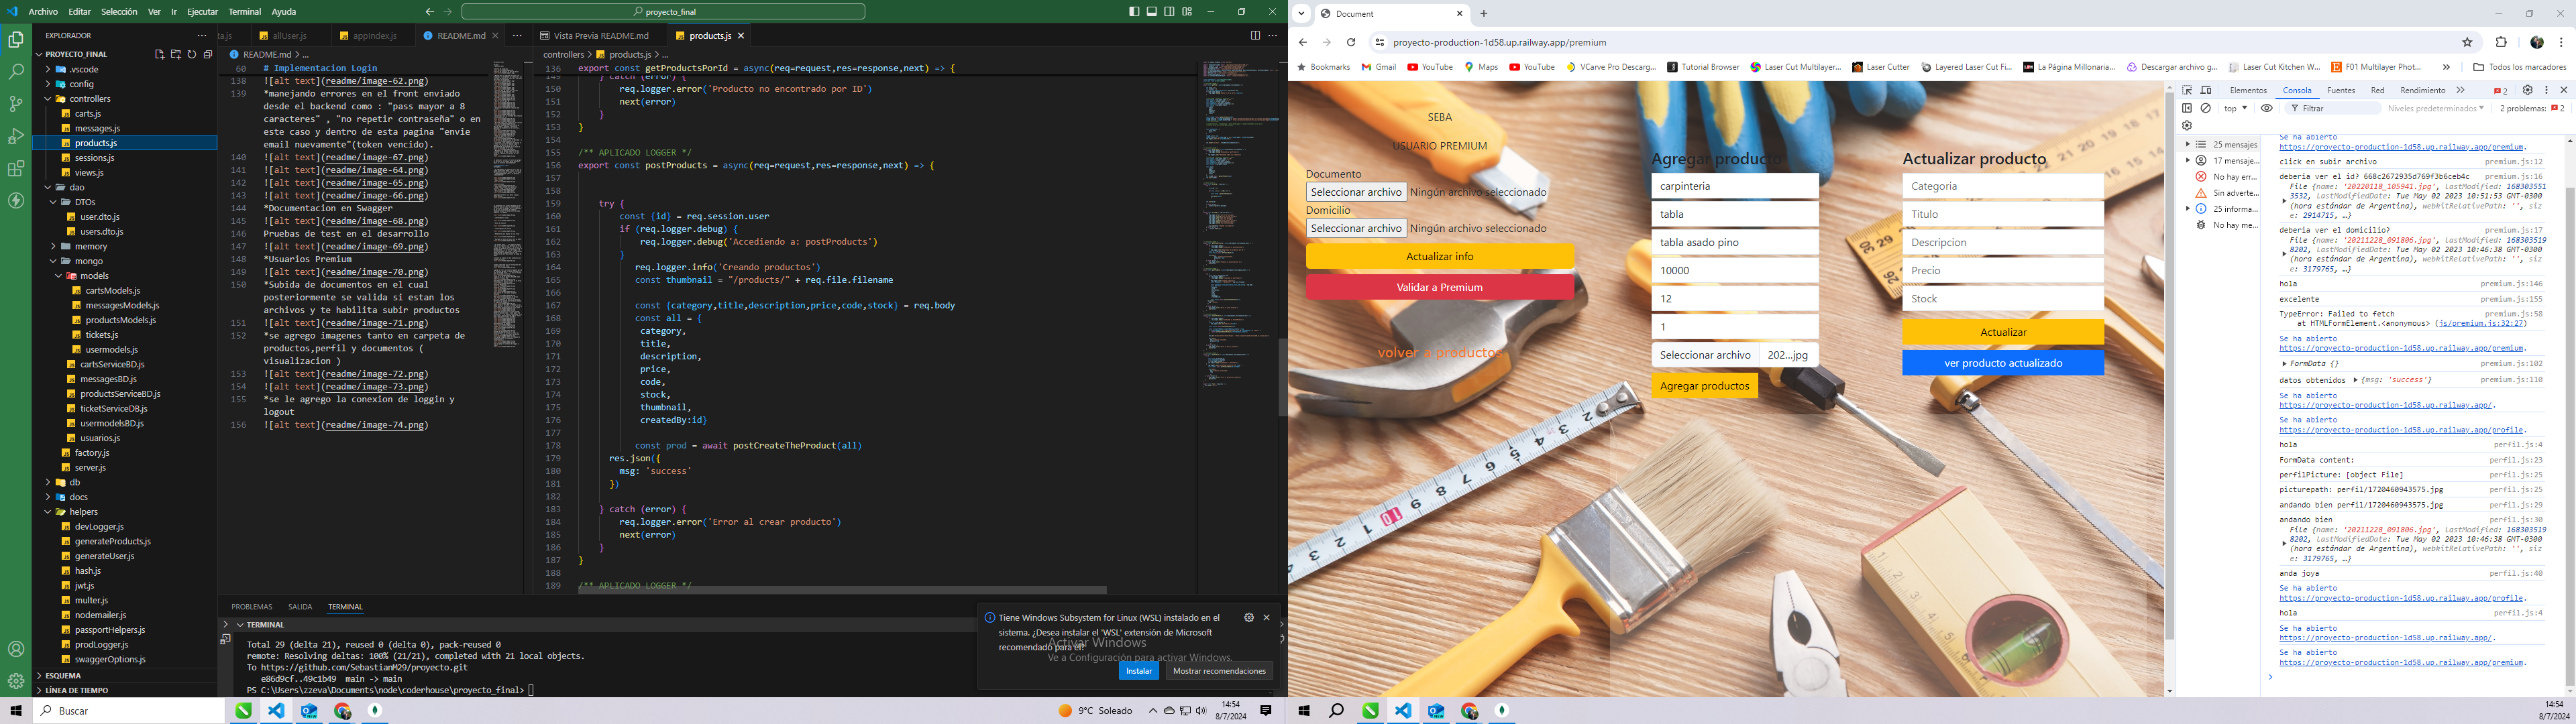 Archivo Editar Selección Ver Ir Ejecutar Terminal Ayuda
proyecto_final
EXPLORADOR
PROYECTO_FINAL
.vscode
config
controllers
carts.js
messages.js
products.js
sessions.js
views.js
dao
DTOs
user.dto.js
users.dto.js
memory
mongo
models
cartsModels.js
messagesModels.js
productsModels.js
tickets.js
usermodels.js
cartsServiceBD.js
messagesBD.js
productsServiceBD.js
ticketServiceDB.js
usermodelsBD.js
usuarios.js
factory.js
server.js
db
docs
helpers
devLogger.js
generateProducts.js
generateUser.js
hash.js
jwt.js
multer.js
nodemailer.js
passportHelpers.js
prodLogger.js
swaggerOptions.js
ESQUEMA
LÍNEA DE TIEMPO
ta.js
allUser.js
appIndex.js
README.md
README.md > ...
60 # Implementacion Login
138 ![alt text](readme/image-62.png)
139 *manejando errores en el front enviado
desde el backend como : "pass mayor a 8
caracteres" , "no repetir contraseña" o en
este caso y dentro de esta pagina "envie
email nuevamente"(token vencido).
140 ![alt text](readme/image-67.png)
141 ![alt text](readme/image-64.png)
142 ![alt text](readme/image-65.png)
143 ![alt text](readme/image-66.png)
144 *Documentacion en Swagger
145 ![alt text](readme/image-68.png)
146 Pruebas de test en el desarrollo
147 ![alt text](readme/image-69.png)
148 *Usuarios Premium
149 ![alt text](readme/image-70.png)
150 *Subida de documentos en el cual
posteriormente se valida si estan los
archivos y te habilita subir productos
151 ![alt text](readme/image-71.png)
152 *se agrego imagenes tanto en carpeta de
productos,perfil y documentos (
visualizacion )
153 ![alt text](readme/image-72.png)
154 ![alt text](readme/image-73.png)
155 *se le agrego la conexion de loggin y
logout
156 ![alt text](readme/image-74.png)
Vista Previa README.md
products.js
controllers > products.js > ...
136 export const getProductsPorId = async(req=request,res=response,next) => {
149 } catch (error) {
150 req.logger.error('Producto no encontrado por ID')
151 next(error)
152 }
153 }
154
155 /** APLICADO LOGGER */
156 export const postProducts = async(req=request,res=response,next) => {
157
158
159 try {
160 const {id} = req.session.user
161 if (req.logger.debug) {
162 req.logger.debug('Accediendo a: postProducts')
163 }
164 req.logger.info('Creando productos')
165 const thumbnail = "/products/" + req.file.filename
166
167 const {category,title,description,price,code,stock} = req.body
168 const all = {
169 category,
170 title,
171 description,
172 price,
173 code,
174 stock,
175 thumbnail,
176 createdBy:id}
177
178 const prod = await postCreateTheProduct(all)
179 res.json({
180 msg: 'success'
181 })
182
183 } catch (error) {
184 req.logger.error('Error al crear producto')
185 next(error)
186 }
187 }
188
189 /** APLICADO LOGGER */
PROBLEMAS SALIDA TERMINAL
TERMINAL
Total 29 (delta 21), reused 0 (delta 0), pack-reused 0
remote: Resolving deltas: 100% (21/21), completed with 21 local objects.
To https://github.com/SebastianM29/proyecto.git
e86d9cf..49c1b49 main -> main
PS C:\Users\zzeva\Documents\node\coderhouse\proyecto_final>
Tiene Windows Subsystem for Linux (WSL) instalado en el
sistema. ¿Desea instalar el 'WSL' extensión de Microsoft
recomendado para él?
Instalar
Mostrar recomendaciones
Activar Windows
Ve a Configuración para activar Windows.
Buscar
9°C Soleado
14:54
8/7/2024
Document
proyecto-production-1d58.up.railway.app/premium
Bookmarks
Gmail
YouTube
Maps
YouTube
VCarve Pro Descarg...
Tutorial Browser
Laser Cut Multilayer...
Laser Cutter
Layered Laser Cut Fi...
La Página Millonaria...
Descargar archivo g...
Laser Cut Kitchen W...
F01 Multilayer Phot...
Todos los marcadores
SEBA
USUARIO PREMIUM
Documento
Seleccionar archivo Ningún archivo seleccionado
Domicilio
Seleccionar archivo Ningún archivo seleccionado
Actualizar info
Validar a Premium
volver a productos
Agregar producto
carpinteria
tabla
tabla asado pino
10000
12
1
Seleccionar archivo 202...jpg
Agregar productos
Actualizar producto
Categoria
Titulo
Descripcion
Precio
Stock
Actualizar
ver producto actualizado
Elementos Consola Fuentes Red Rendimiento
2
top
Filtrar
Niveles predeterminados
2 problemas: 2
25 mensajes
17 mensaje...
No hay err...
Sin adverte...
25 informa...
No hay me...
Se ha abierto
https://proyecto-production-1d58.up.railway.app/premium.
click en subir archivo premium.js:12
deberia ver el id? 668c2672935d769f3b6ceb4c premium.js:16
File {name: '20220118_105941.jpg', lastModified: 168303551
3532, lastModifiedDate: Tue May 02 2023 10:51:53 GMT-0300
(hora estándar de Argentina), webkitRelativePath: '', siz
e: 2914715, …}
deberia ver el domicilio? premium.js:17
File {name: '20211228_091806.jpg', lastModified: 168303519
8202, lastModifiedDate: Tue May 02 2023 10:46:38 GMT-0300
(hora estándar de Argentina), webkitRelativePath: '', siz
e: 3179765, …}
hola premium.js:146
excelente premium.js:155
TypeError: Failed to fetch premium.js:58
at HTMLFormElement.<anonymous> (js/premium.js:32:27)
Se ha abierto
https://proyecto-production-1d58.up.railway.app/premium.
FormData {} premium.js:102
datos obtenidos {msg: 'success'} premium.js:110
Se ha abierto
https://proyecto-production-1d58.up.railway.app/.
Se ha abierto
https://proyecto-production-1d58.up.railway.app/profile.
hola perfil.js:4
FormData content: perfil.js:23
perfilPicture: [object File] perfil.js:25
picturepath: perfil/1720460943575.jpg perfil.js:25
andando bien perfil/1720460943575.jpg perfil.js:29
andando bien perfil.js:30
File {name: '20211228_091806.jpg', lastModified: 168303519
8202, lastModifiedDate: Tue May 02 2023 10:46:38 GMT-0300
(hora estándar de Argentina), webkitRelativePath: '', siz
e: 3179765, …}
anda joya perfil.js:40
Se ha abierto
https://proyecto-production-1d58.up.railway.app/profile.
hola perfil.js:4
Se ha abierto
https://proyecto-production-1d58.up.railway.app/.
Se ha abierto
https://proyecto-production-1d58.up.railway.app/premium.
14:54
8/7/2024